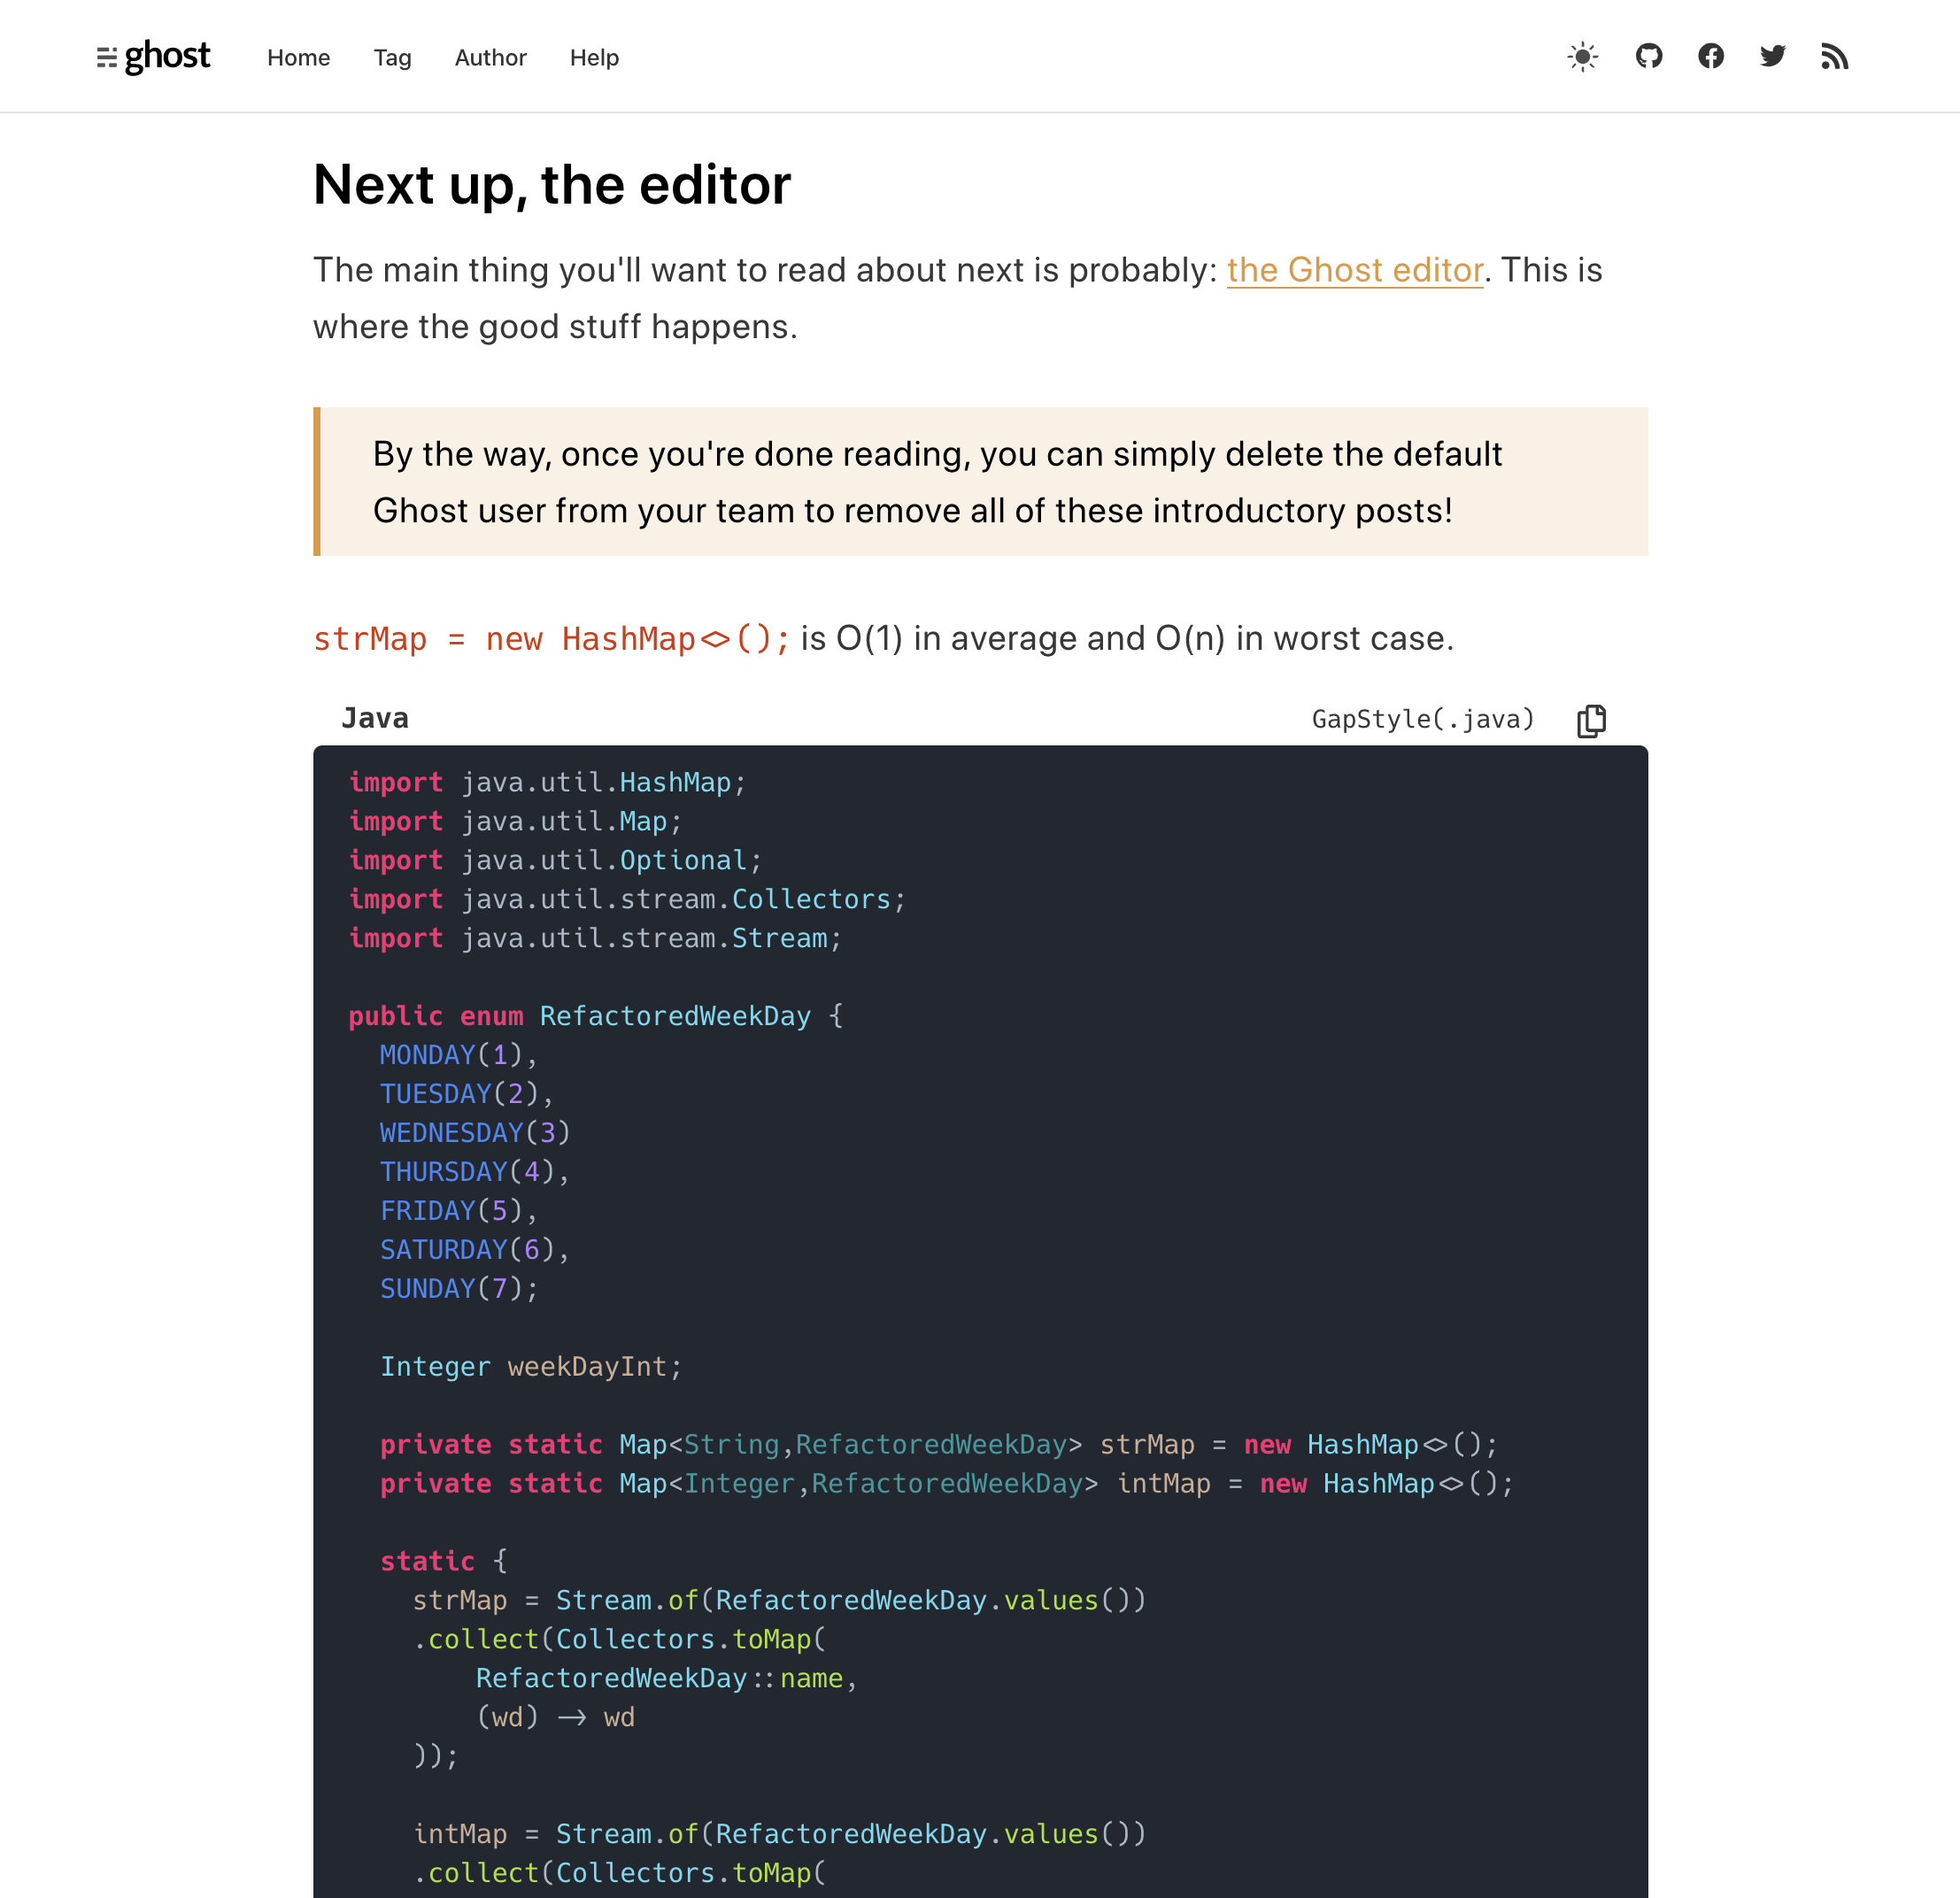 ghost Home Tag Author Help
Next up, the editor
The main thing you'll want to read about next is probably: the Ghost editor. This is
where the good stuff happens.
By the way, once you're done reading, you can simply delete the default
Ghost user from your team to remove all of these introductory posts!
strMap = new HashMap<>(); is O(1) in average and O(n) in worst case.
Java GapStyle(.java)
import java.util.HashMap;
import java.util.Map;
import java.util.Optional;
import java.util.stream.Collectors;
import java.util.stream.Stream;
public enum RefactoredWeekDay {
MONDAY(1),
TUESDAY(2),
WEDNESDAY(3)
THURSDAY(4),
FRIDAY(5),
SATURDAY(6),
SUNDAY(7);
Integer weekDayInt;
private static Map<String,RefactoredWeekDay> strMap = new HashMap<>();
private static Map<Integer,RefactoredWeekDay> intMap = new HashMap<>();
static {
strMap = Stream.of(RefactoredWeekDay.values())
.collect(Collectors.toMap(
RefactoredWeekDay::name,
(wd) -> wd
));
intMap = Stream.of(RefactoredWeekDay.values())
.collect(Collectors.toMap(